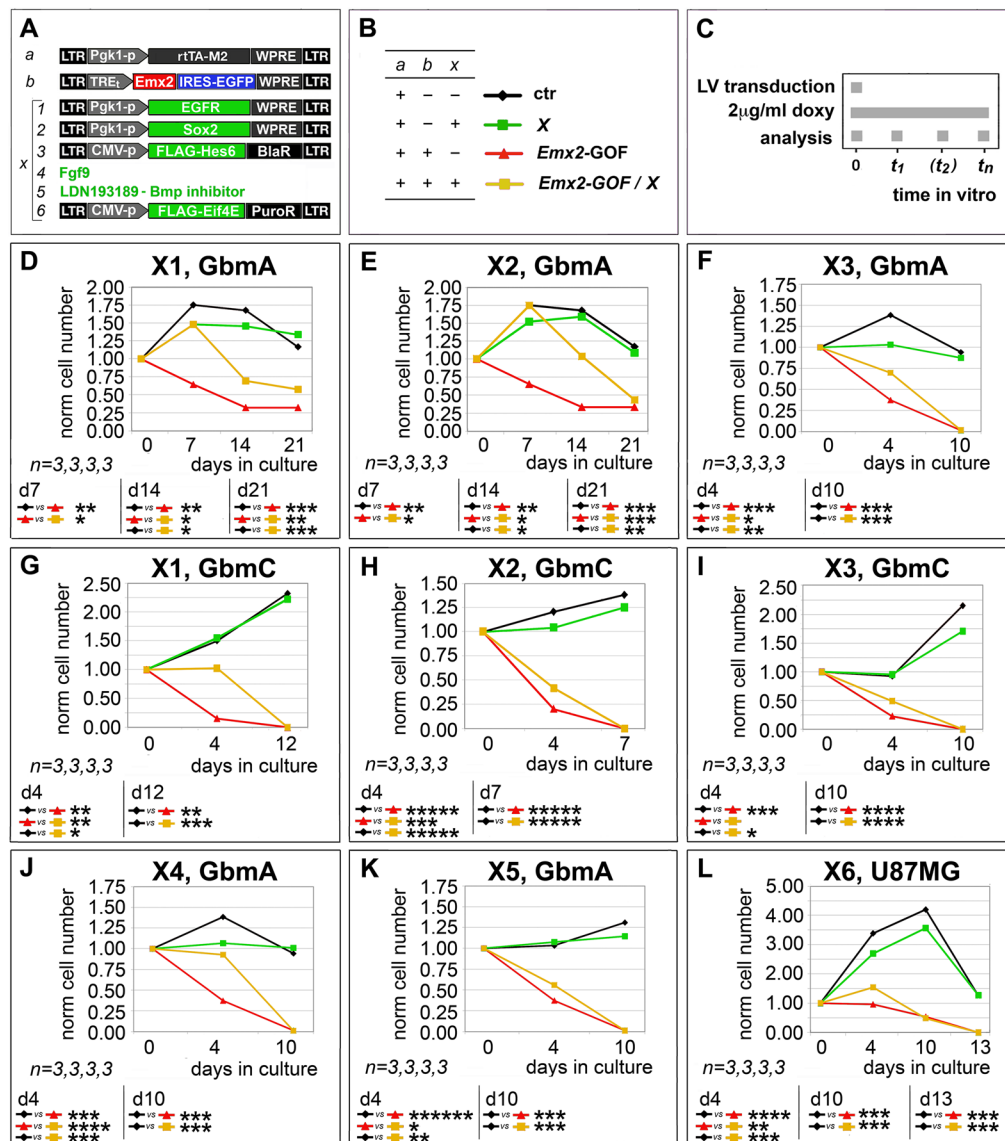 A
a LTR Pgk1-p rtTA-M2 WPRE LTR
b LTR TREt Emx2 IRES-EGFP WPRE LTR
x
1 LTR Pgk1-p EGFR WPRE LTR
2 LTR Pgk1-p Sox2 WPRE LTR
3 LTR CMV-p FLAG-Hes6 BlaR LTR
4 Fgf9
5 LDN193189 - Bmp inhibitor
6 LTR CMV-p FLAG-Eif4E PuroR LTR
B
a b x
+ − − ctr
+ − + X
+ + − Emx2-GOF
+ + + Emx2-GOF / X
C
LV transduction
2μg/ml doxy
analysis
0 t1 (t2) tn
time in vitro
D
X1, GbmA
norm cell number
2.00
1.75
1.50
1.25
1.00
0.75
0.50
0.25
0.00
0 7 14 21
n=3,3,3,3 days in culture
d7 d14 d21
vs ** vs ** vs ***
vs * vs * vs **
vs * vs ***
E
X2, GbmA
norm cell number
2.00
1.75
1.50
1.25
1.00
0.75
0.50
0.25
0.00
0 7 14 21
n=3,3,3,3 days in culture
d7 d14 d21
vs ** vs ** vs ***
vs * vs * vs ***
vs * vs **
F
X3, GbmA
norm cell number
1.75
1.50
1.25
1.00
0.75
0.50
0.25
0.00
0 4 10
n=3,3,3,3 days in culture
d4 d10
vs *** vs ***
vs * vs ***
vs **
G
X1, GbmC
norm cell number
2.50
2.00
1.50
1.00
0.50
0.00
0 4 12
n=3,3,3,3 days in culture
d4 d12
vs ** vs **
vs ** vs ***
vs *
H
X2, GbmC
norm cell number
1.50
1.25
1.00
0.75
0.50
0.25
0.00
0 4 7
n=3,3,3,3 days in culture
d4 d7
vs ***** vs *****
vs *** vs *****
vs *****
I
X3, GbmC
norm cell number
2.50
2.00
1.50
1.00
0.50
0.00
0 4 10
n=3,3,3,3 days in culture
d4 d10
vs *** vs ****
vs vs ****
vs *
J
X4, GbmA
norm cell number
1.75
1.50
1.25
1.00
0.75
0.50
0.25
0.00
0 4 10
n=3,3,3,3 days in culture
d4 d10
vs *** vs ***
vs **** vs ***
vs ***
K
X5, GbmA
norm cell number
1.75
1.50
1.25
1.00
0.75
0.50
0.25
0.00
0 4 10
n=3,3,3,3 days in culture
d4 d10
vs ****** vs ***
vs * vs ***
vs **
L
X6, U87MG
norm cell number
5.00
4.00
3.00
2.00
1.00
0.00
0 4 10 13
n=3,3,3,3 days in culture
d4 d10 d13
vs **** vs *** vs ***
vs ** vs *** vs ***
vs ***